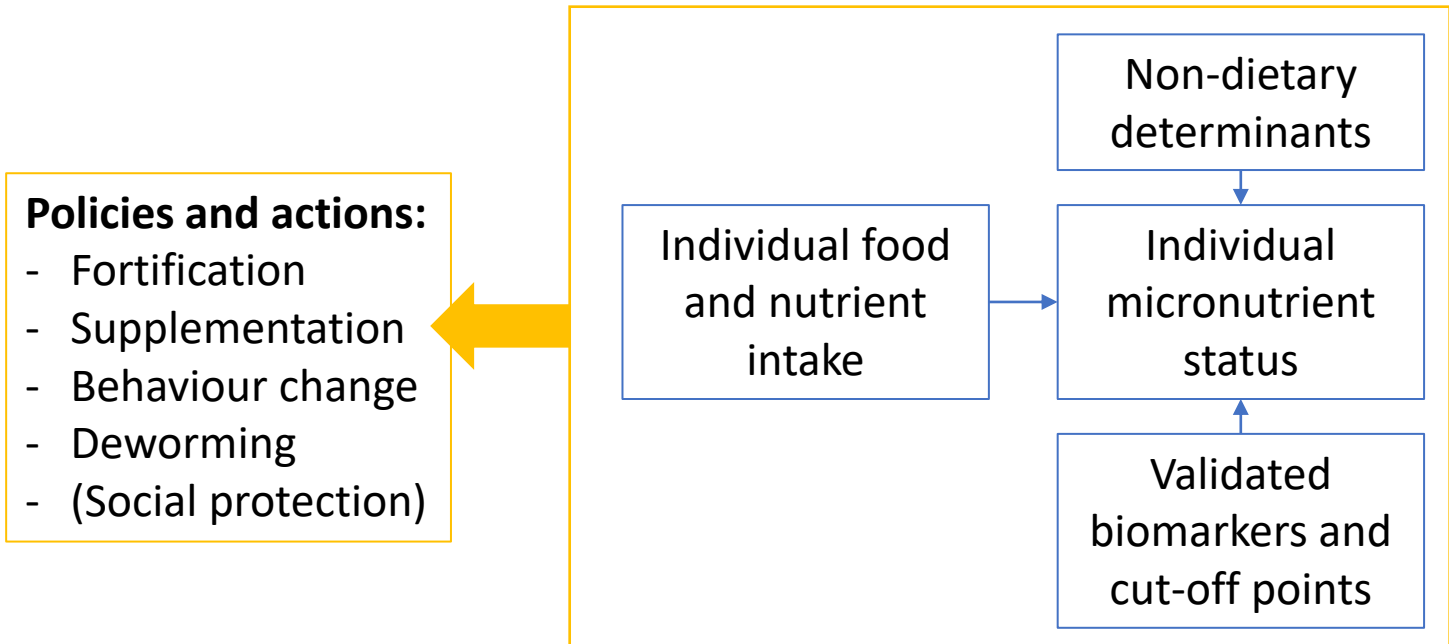 Policies and actions:
- Fortification
- Supplementation
- Behaviour change
- Deworming
- (Social protection)
Individual food
and nutrient
intake
Non-dietary
determinants
Individual
micronutrient
status
Validated
biomarkers and
cut-off points